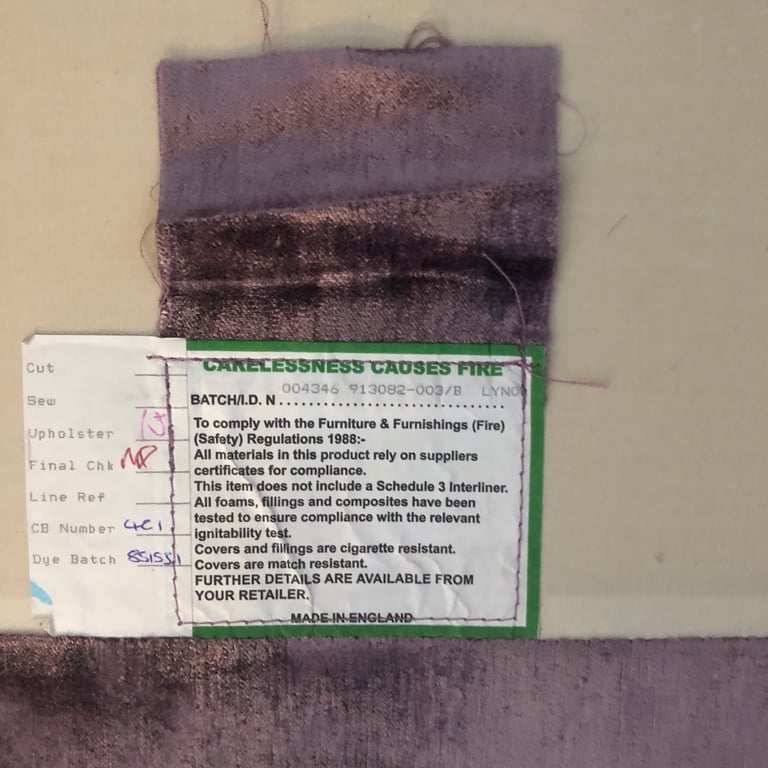 Cut
Sew
Upholster
Final Chk NP
Line Ref
CB Number 4C1
Dye Batch
CARELESSNESS CAUSES FIRE
004346 913082-003/B LYNO
BATCH/I.D. N
To comply with the Furniture & Furnishings (Fire)
(Safety) Regulations 1988:-
All materials in this product rely on suppliers
certificates for compliance.
This item does not include a Schedule 3 Interliner.
All foams, fillings and composites have been
tested to ensure compliance with the relevant
ignitability test.
Covers and fillings are cigarette resistant.
Covers are match resistant.
FURTHER DETAILS ARE AVAILABLE FROM
YOUR RETAILER.
MADE IN ENGLAND